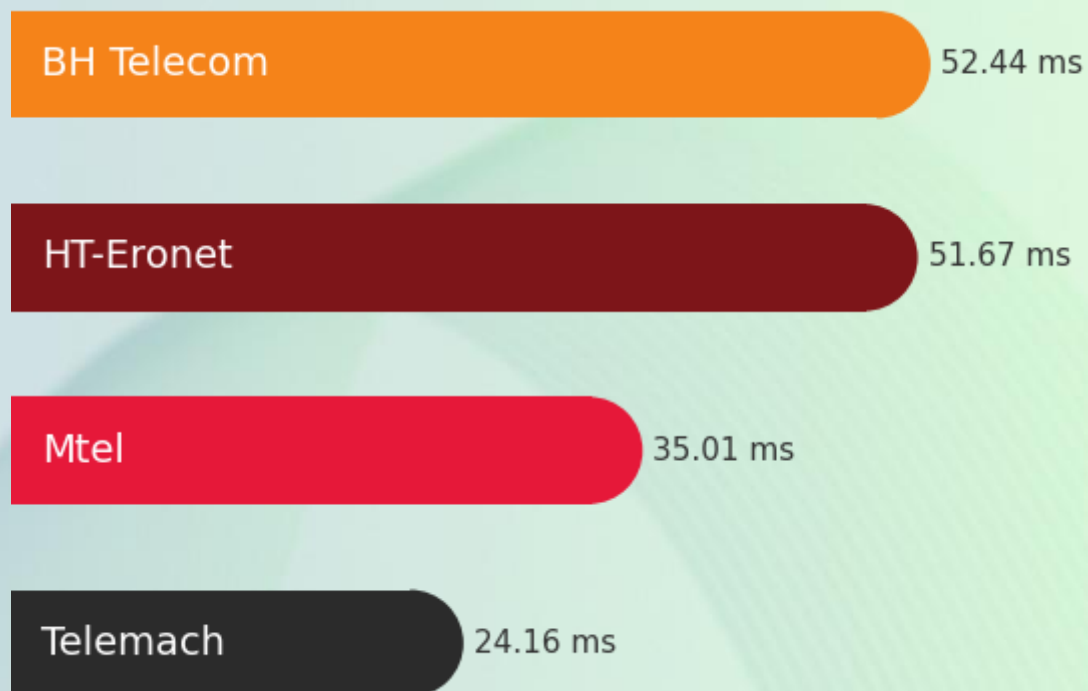 BH Telecom 52.44 ms
HT-Eronet 51.67 ms
Mtel 35.01 ms
Telemach 24.16 ms